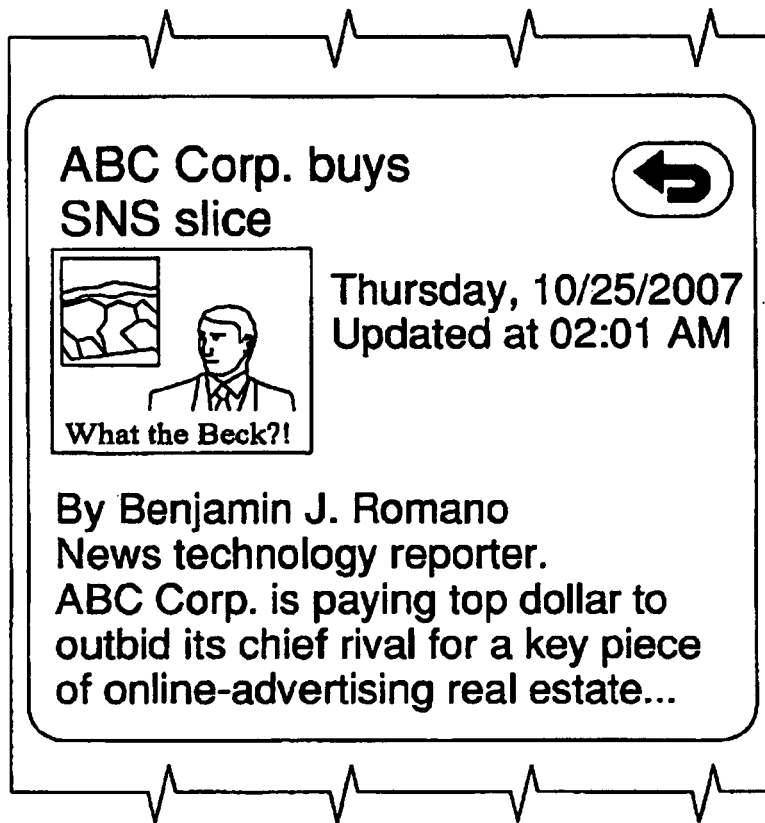 ABC Corp. buys
SNS slice
Thursday, 10/25/2007
Updated at 02:01 AM
What the Beck?!
By Benjamin J. Romano
News technology reporter.
ABC Corp. is paying top dollar to
outbid its chief rival for a key piece
of online-advertising real estate...